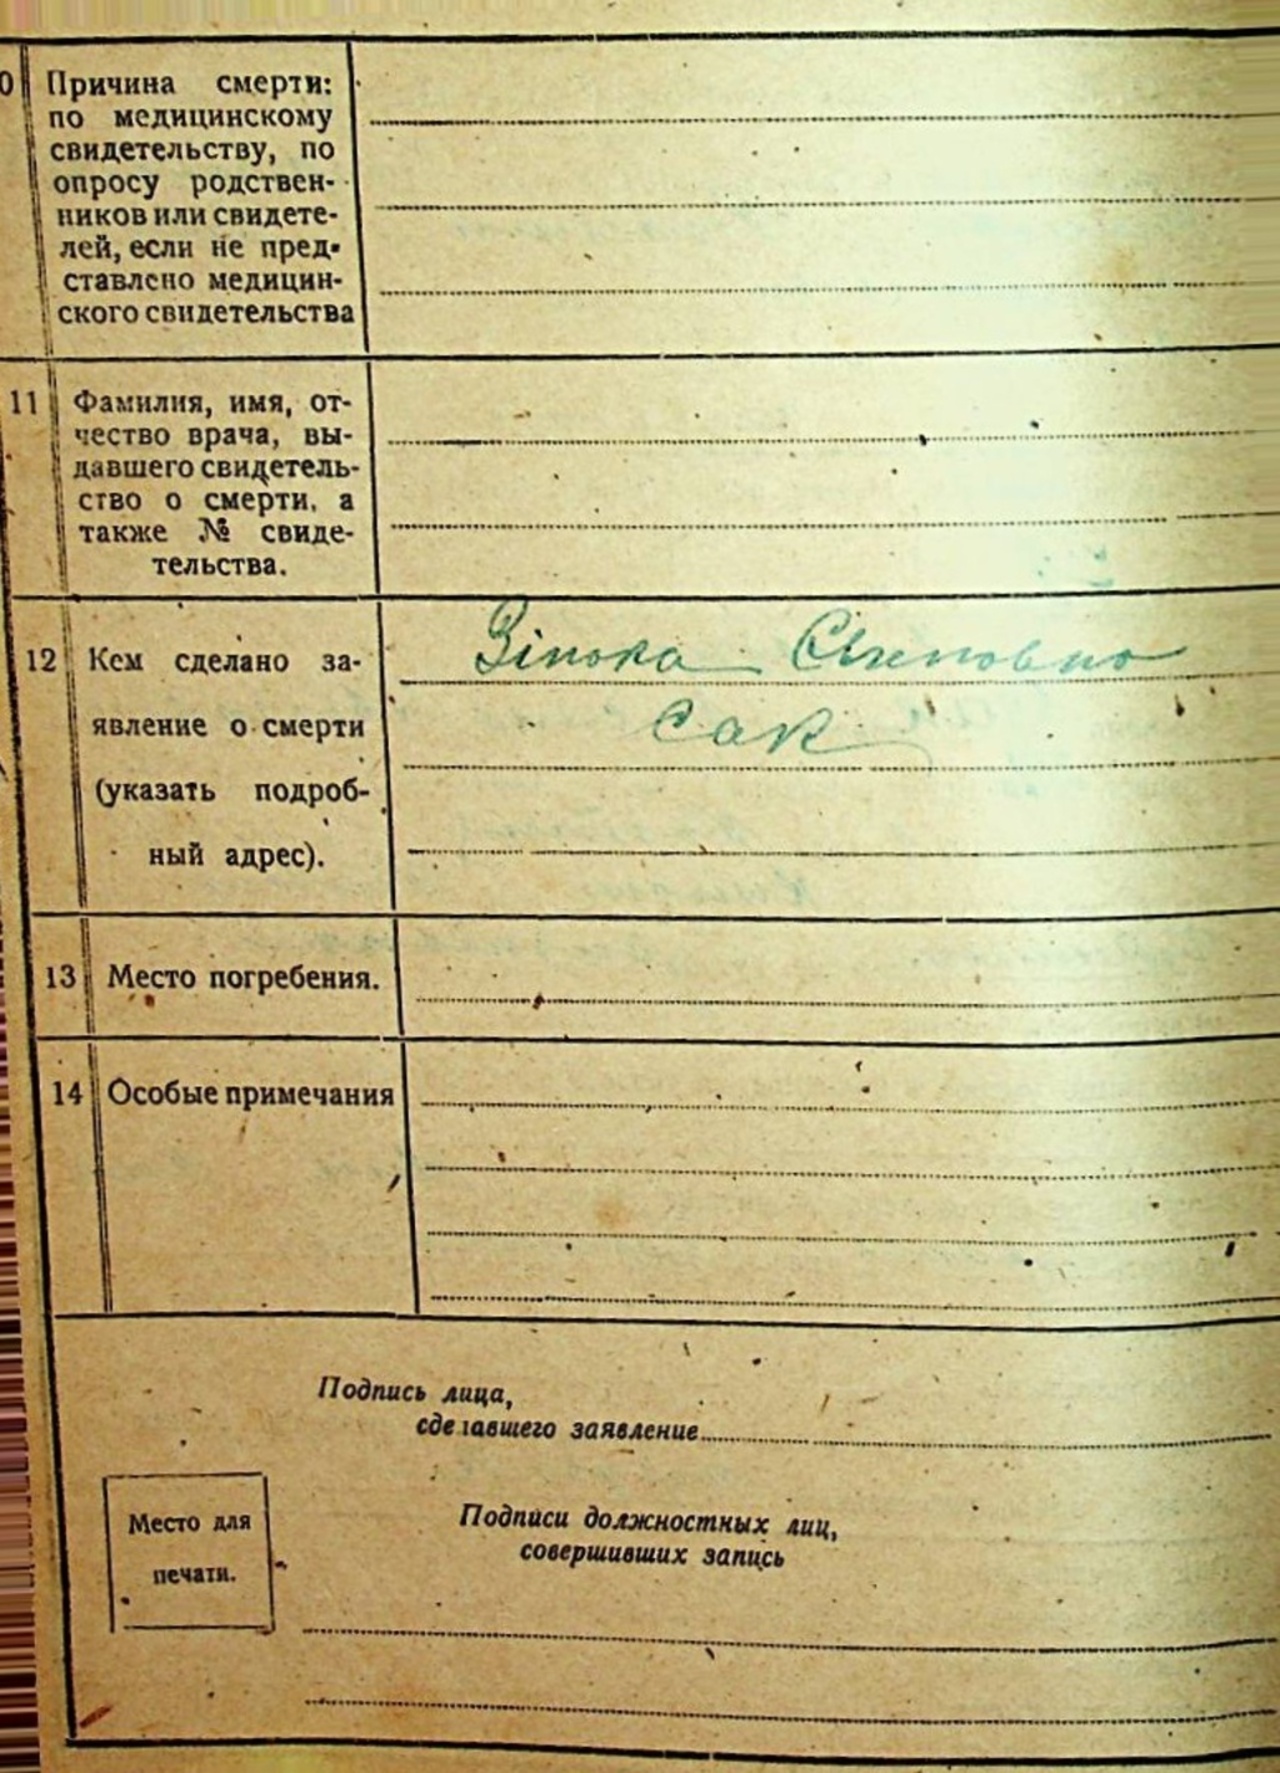 0 Причина смерти:
по медицинскому
свидетельству, по
опросу родствен-
ников или свидете-
лей, если не пред-
ставлено медицин-
ского свидетельства
11 Фамилия, имя, от-
чество врача, вы-
давшего свидетель-
ство о смерти, а
также № свиде-
тельства.
12 Кем сделано за-
явление о смерти
(указать подроб-
ный адрес).
Сак
13 Место погребения.
14 Особые примечания
Подпись лица,
сделавшего заявление
Место для
печати.
Подписи должностных лиц,
совершивших запись